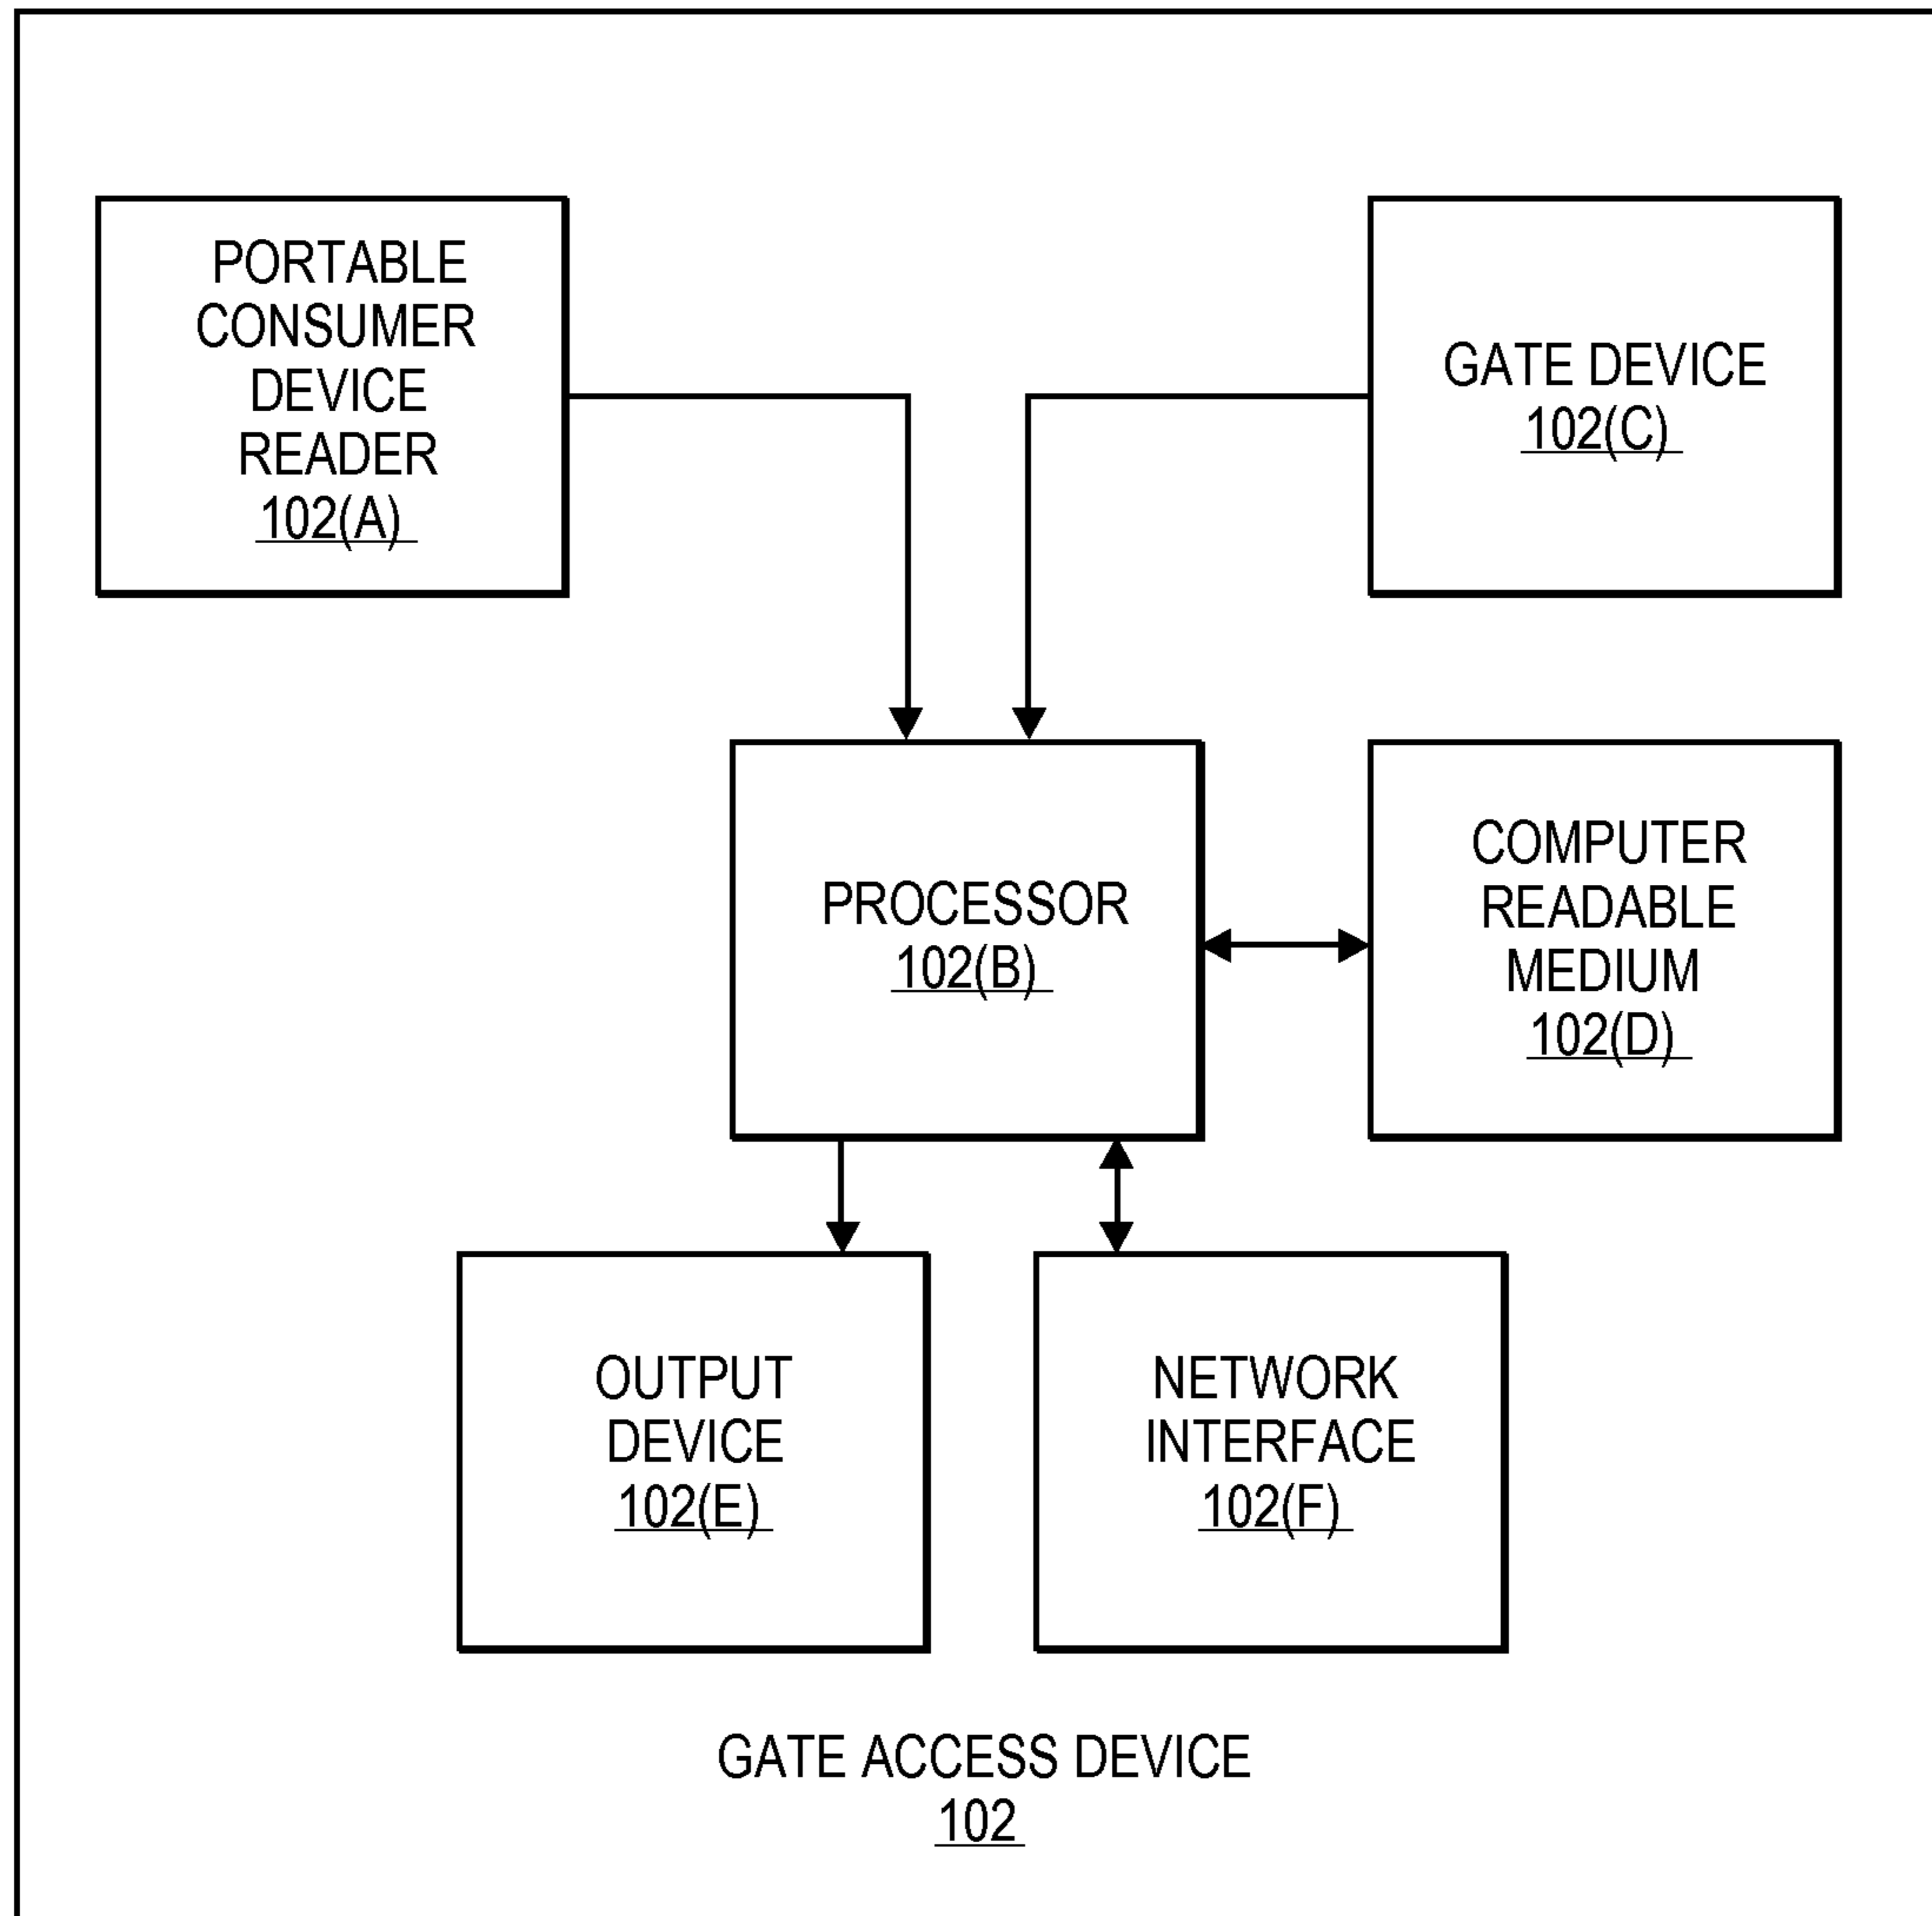 PORTABLE
CONSUMER
DEVICE
READER
102(A)
GATE DEVICE
102(C)
PROCESSOR
102(B)
COMPUTER
READABLE
MEDIUM
102(D)
OUTPUT
DEVICE
102(E)
NETWORK
INTERFACE
102(F)
GATE ACCESS DEVICE
102